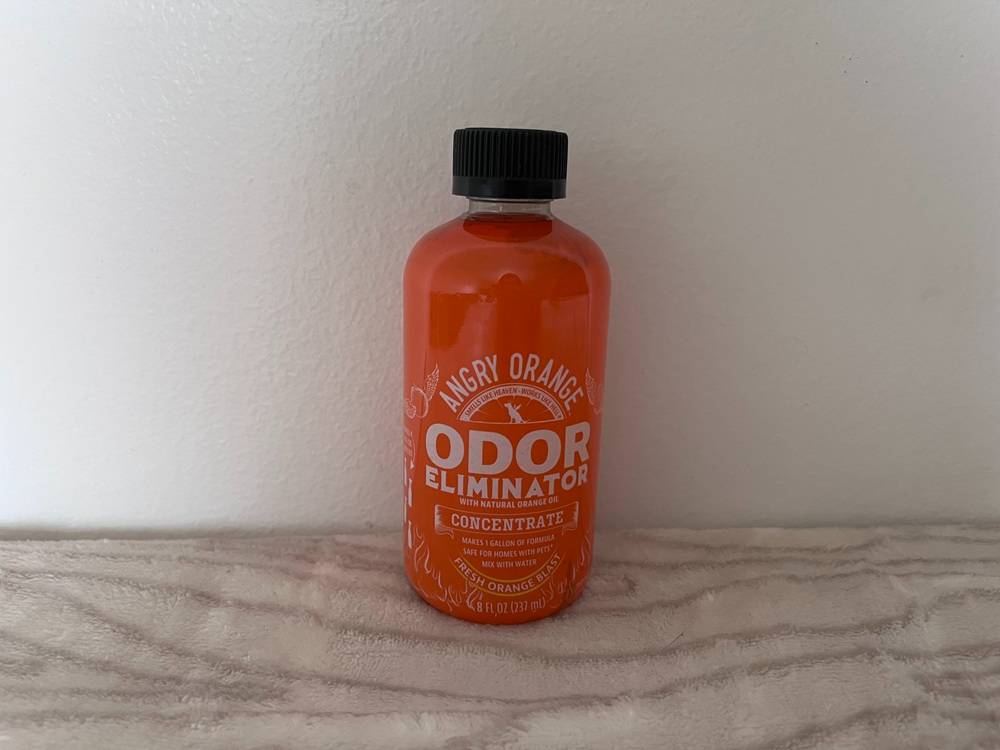 ANGRY ORANGE
SMELLS LIKE HEAVEN · WORKS LIKE HELL
ODOR
ELIMINATOR
WITH NATURAL ORANGE OIL
CONCENTRATE
MAKES 1 GALLON OF FORMULA
SAFE FOR HOMES WITH PETS*
MIX WITH WATER
FRESH ORANGE BLAST
8 FL OZ (237 mL)